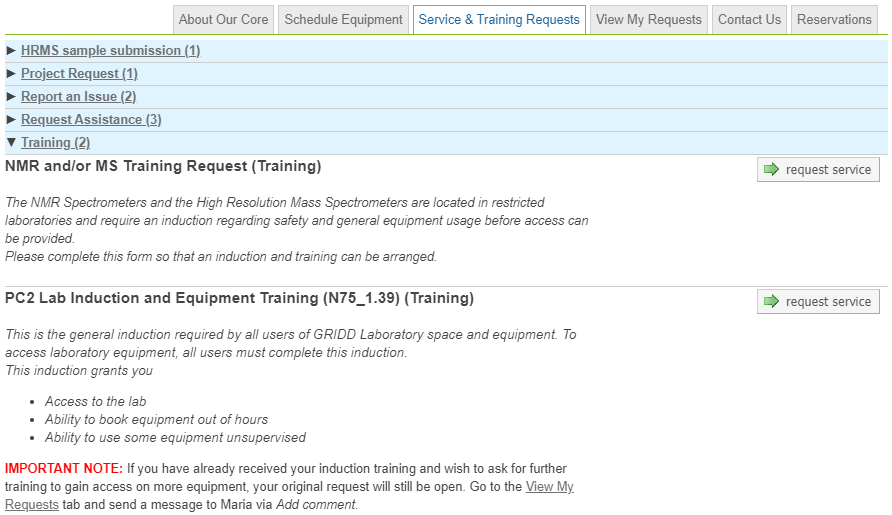 About Our Core
Schedule Equipment
Service & Training Requests
View My Requests
Contact Us
Reservations
HRMS sample submission (1)
Project Request (1)
Report an Issue (2)
Request Assistance (3)
Training (2)
NMR and/or MS Training Request (Training)
request service
The NMR Spectrometers and the High Resolution Mass Spectrometers are located in restricted
laboratories and require an induction regarding safety and general equipment usage before access can
be provided.
Please complete this form so that an induction and training can be arranged.
PC2 Lab Induction and Equipment Training (N75_1.39) (Training)
request service
This is the general induction required by all users of GRIDD Laboratory space and equipment. To
access laboratory equipment, all users must complete this induction.
This induction grants you
• Access to the lab
• Ability to book equipment out of hours
• Ability to use some equipment unsupervised
IMPORTANT NOTE: If you have already received your induction training and wish to ask for further
training to gain access on more equipment, your original request will still be open. Go to the View My
Requests tab and send a message to Maria via Add comment.